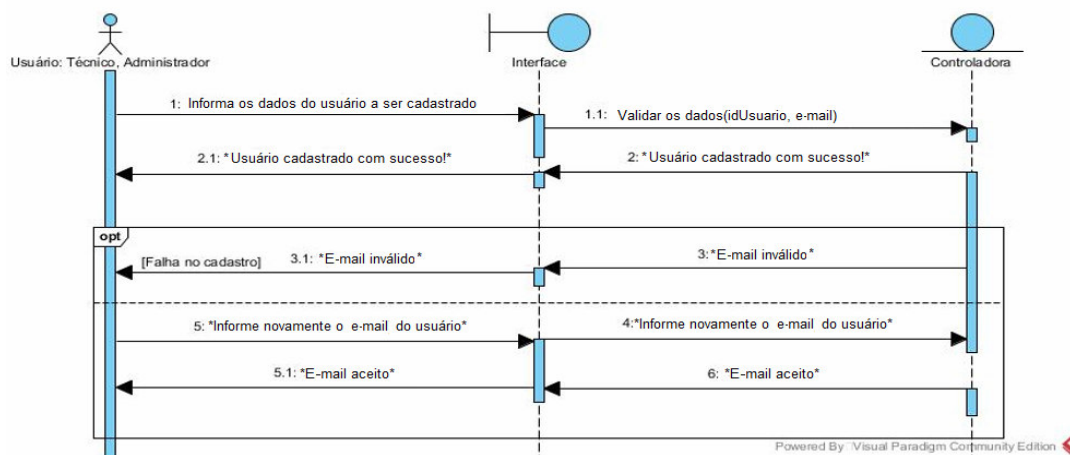 Usuário: Técnico, Administrador
Interface
Controladora
1: Informa os dados do usuário a ser cadastrado
1.1: Validar os dados(idUsuario, e-mail)
2.1: *Usuário cadastrado com sucesso!*
2: *Usuário cadastrado com sucesso!*
opt
[Falha no cadastro]
3.1: *E-mail inválido*
3:*E-mail inválido*
5: *Informe novamente o e-mail do usuário*
4:*Informe novamente o e-mail do usuário*
5.1: *E-mail aceito*
6: *E-mail aceito*
Powered By Visual Paradigm Community Edition